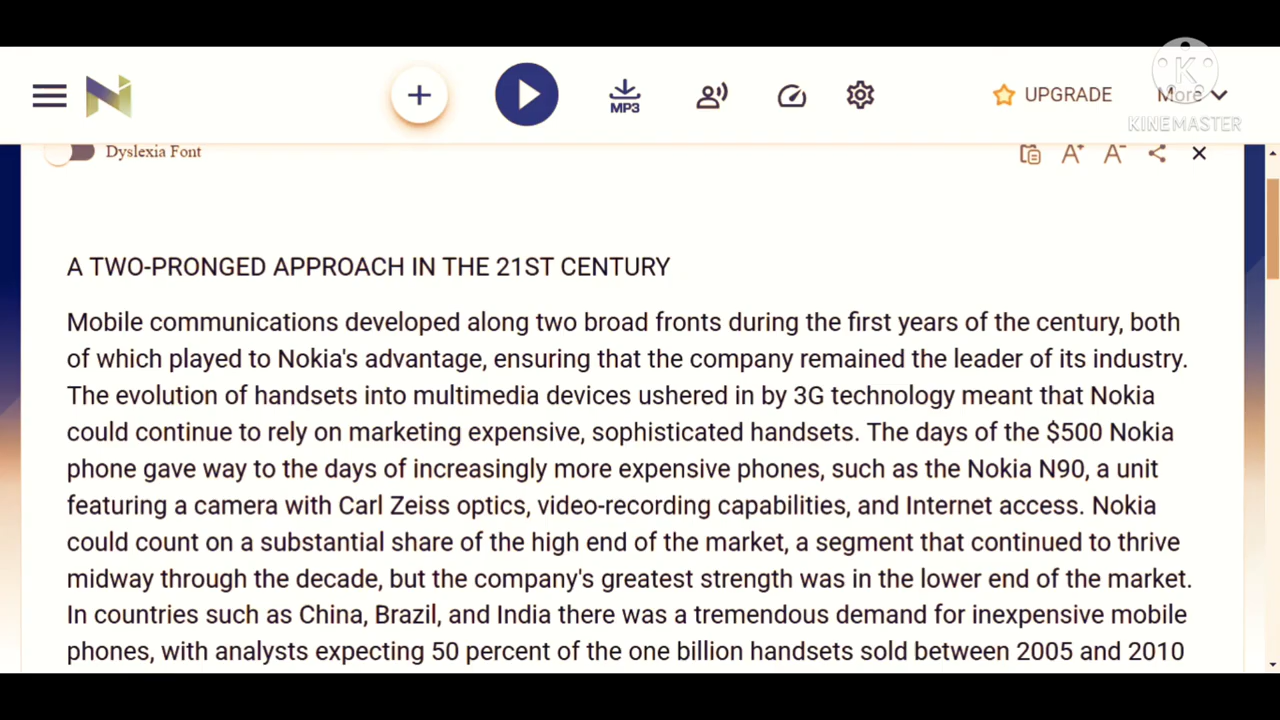 MP3
UPGRADE
More
KINEMASTER
Dyslexia Font
A+ A-
A TWO-PRONGED APPROACH IN THE 21ST CENTURY
Mobile communications developed along two broad fronts during the first years of the century, both
of which played to Nokia's advantage, ensuring that the company remained the leader of its industry.
The evolution of handsets into multimedia devices ushered in by 3G technology meant that Nokia
could continue to rely on marketing expensive, sophisticated handsets. The days of the $500 Nokia
phone gave way to the days of increasingly more expensive phones, such as the Nokia N90, a unit
featuring a camera with Carl Zeiss optics, video-recording capabilities, and Internet access. Nokia
could count on a substantial share of the high end of the market, a segment that continued to thrive
midway through the decade, but the company's greatest strength was in the lower end of the market.
In countries such as China, Brazil, and India there was a tremendous demand for inexpensive mobile
phones, with analysts expecting 50 percent of the one billion handsets sold between 2005 and 2010